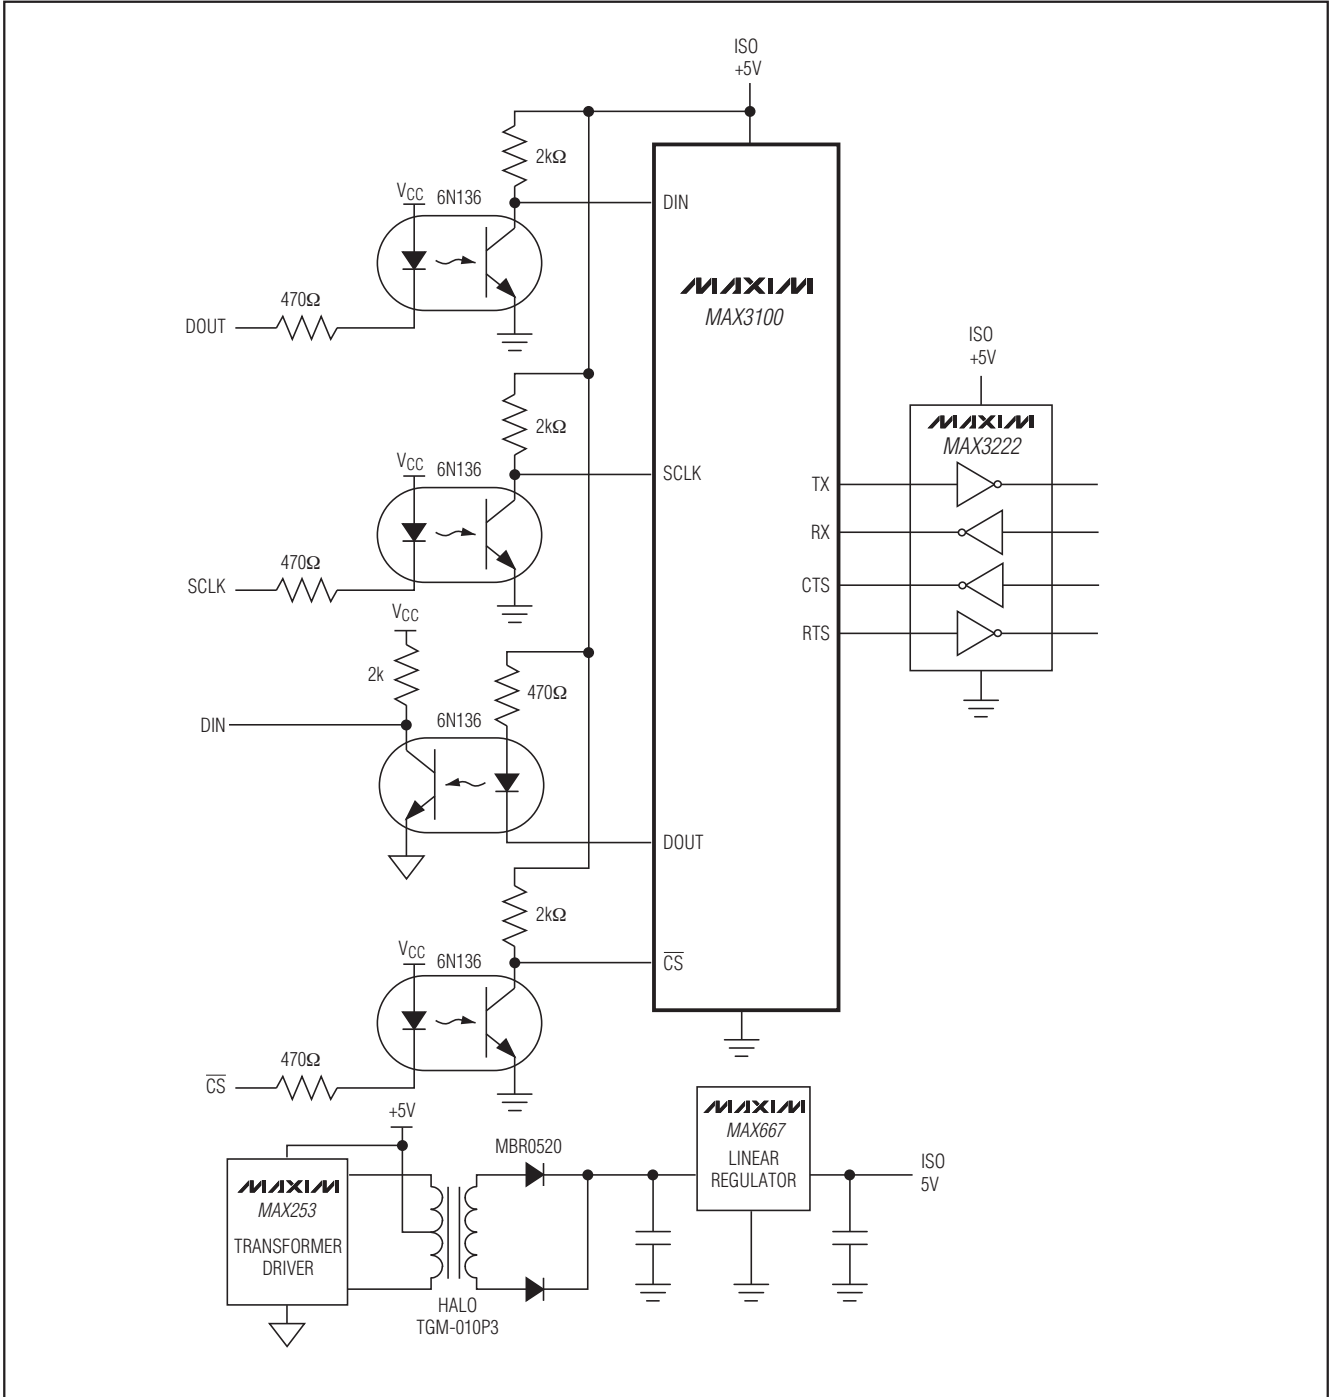 ISO
+5V
2kΩ
VCC
6N136
DIN
MAXIM
MAX3100
470Ω
DOUT
ISO
+5V
2kΩ
MAXIM
MAX3222
VCC
6N136
SCLK
TX
RX
470Ω
SCLK
CTS
VCC
RTS
2k
470Ω
DIN
6N136
DOUT
2kΩ
VCC
6N136
CS
470Ω
CS
+5V
MAXIM
MAX667
LINEAR
REGULATOR
MBR0520
ISO
5V
MAXIM
MAX253
TRANSFORMER
DRIVER
HALO
TGM-010P3